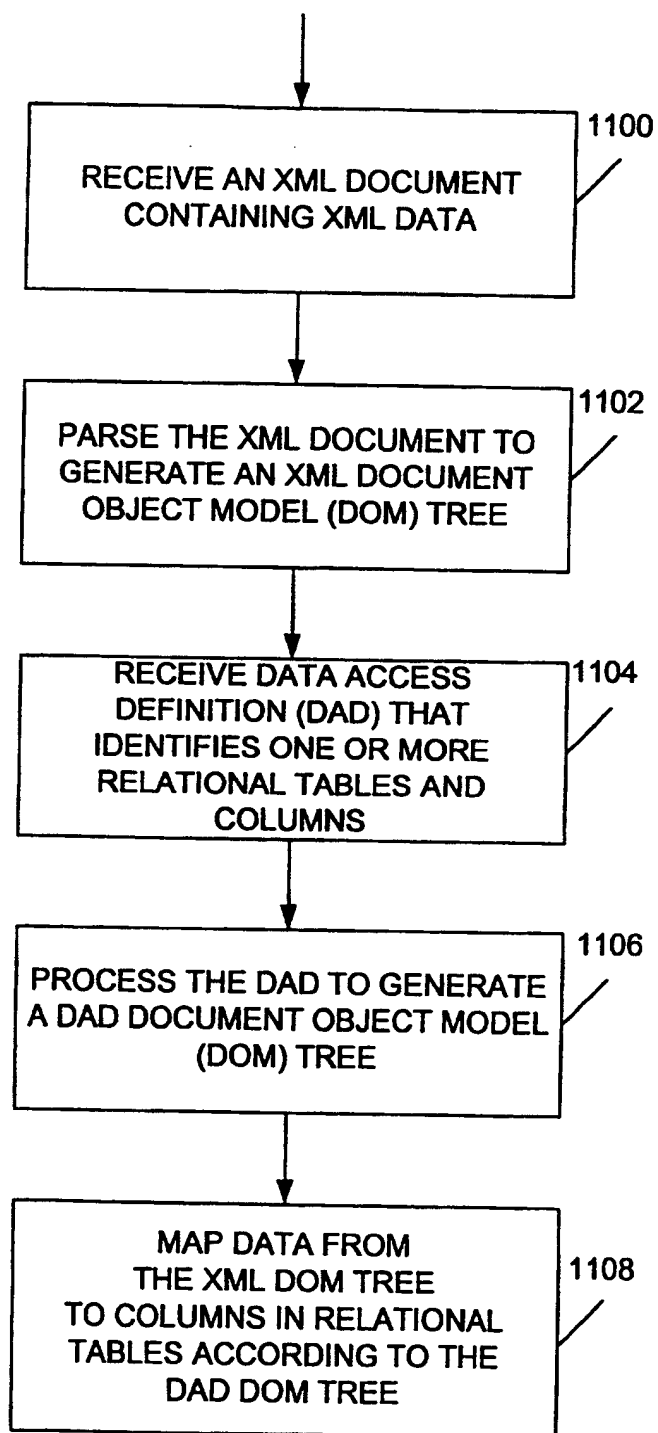 1100
RECEIVE AN XML DOCUMENT
CONTAINING XML DATA
1102
PARSE THE XML DOCUMENT TO
GENERATE AN XML DOCUMENT
OBJECT MODEL (DOM) TREE
1104
RECEIVE DATA ACCESS
DEFINITION (DAD) THAT
IDENTIFIES ONE OR MORE
RELATIONAL TABLES AND
COLUMNS
1106
PROCESS THE DAD TO GENERATE
A DAD DOCUMENT OBJECT MODEL
(DOM) TREE
1108
MAP DATA FROM
THE XML DOM TREE
TO COLUMNS IN RELATIONAL
TABLES ACCORDING TO THE
DAD DOM TREE